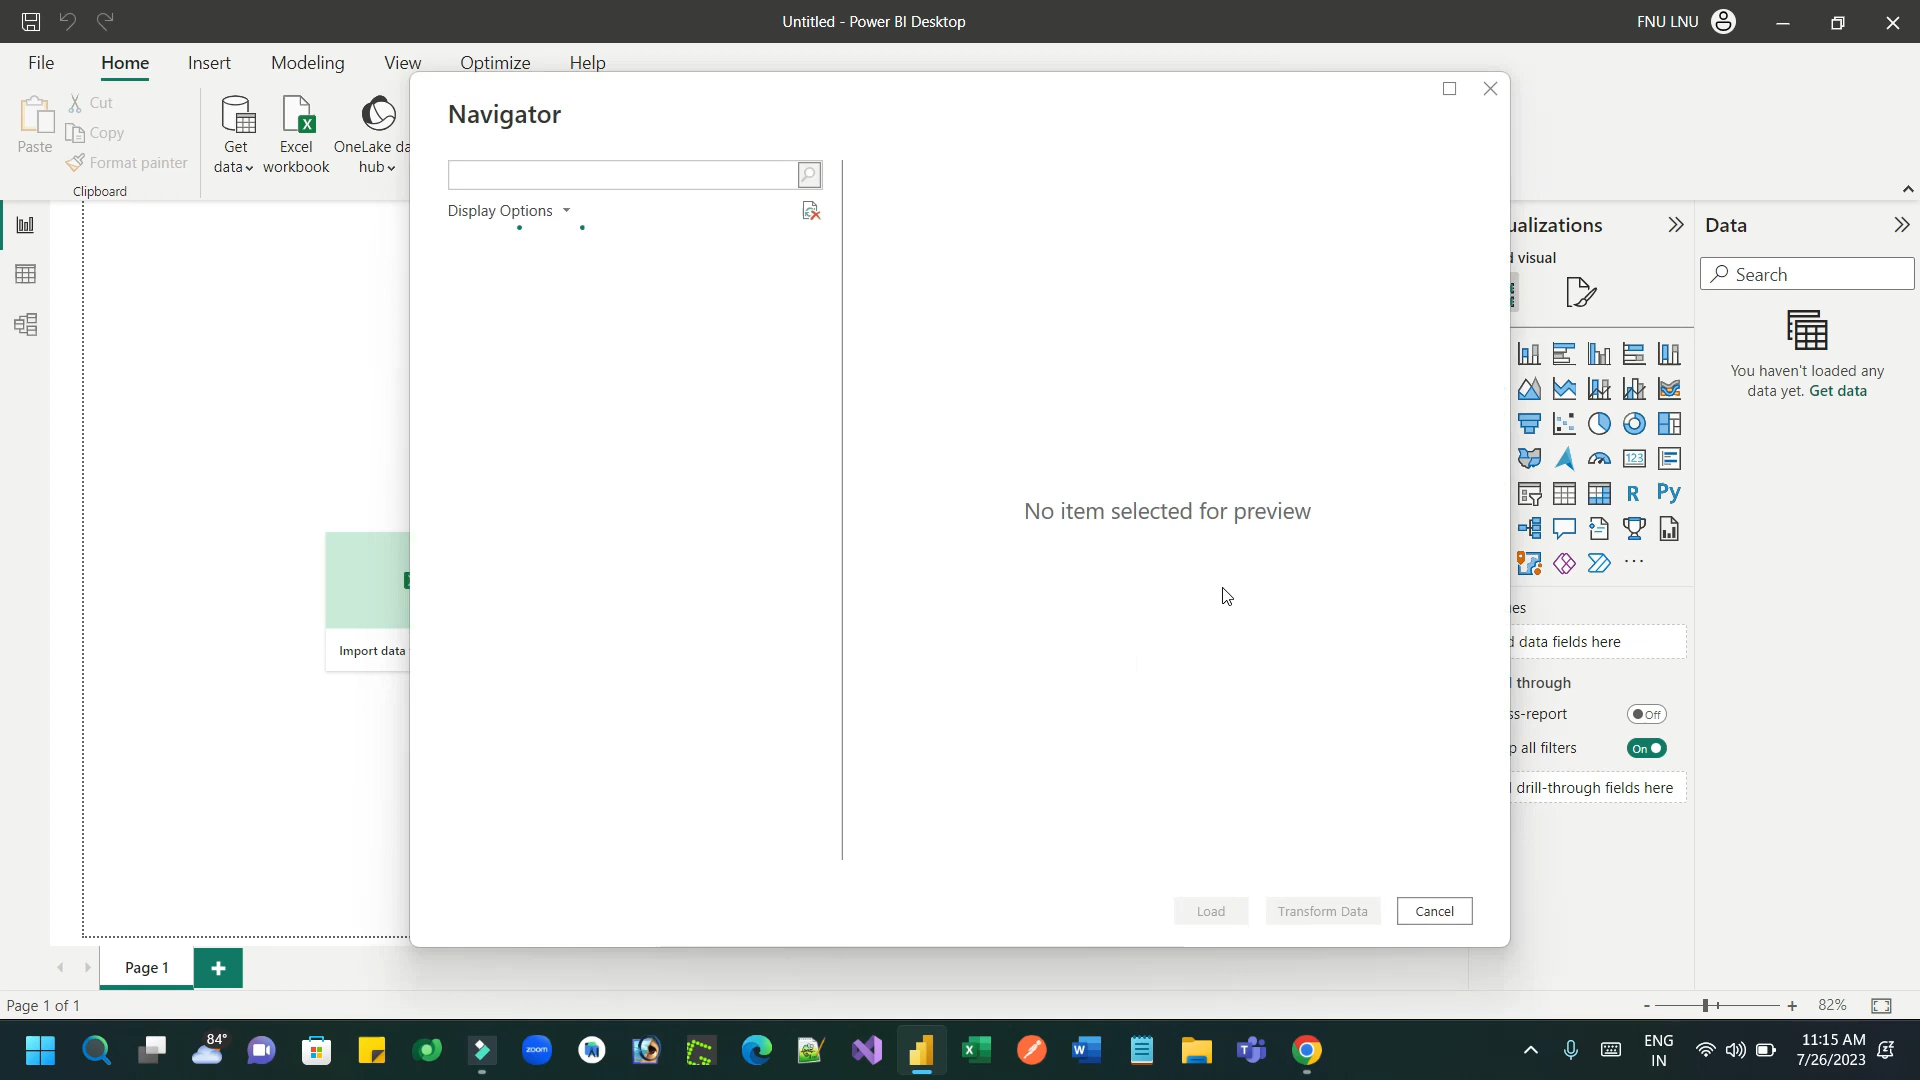 Untitled - Power BI Desktop
FNU LNU
File
Home
Insert
Modeling
View
Optimize
Help
Paste
Cut
Copy
Format painter
Clipboard
Get
data
Excel
workbook
OneLake da
hub
Navigator
Display Options
No item selected for preview
Load
Transform Data
Cancel
Import data
ualizations
d visual
R
Py
123
es
d data fields here
l through
ss-report
Off
p all filters
On
l drill-through fields here
Data
Search
You haven't loaded any
data yet. Get data
Page 1
Page 1 of 1
82%
84°
zoom
ENG
IN
11:15 AM
7/26/2023